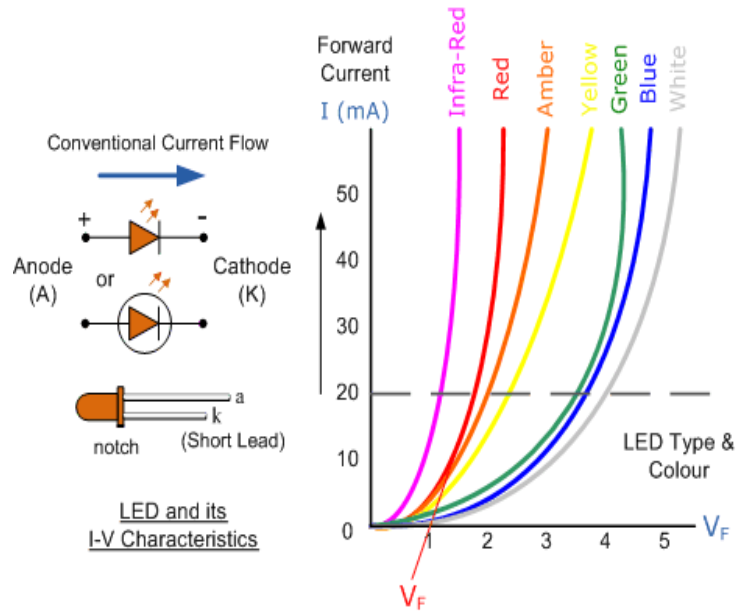 Conventional Current Flow
+ -
Anode
(A)
or
Cathode
(K)
a
k
notch
(Short Lead)
LED and its
I-V Characteristics
Forward
Current
I (mA)
Infra-Red
Red
Amber
Yellow
Green
Blue
White
50
40
30
20
10
0
LED Type &
Colour
1 2 3 4 5
VF
VF